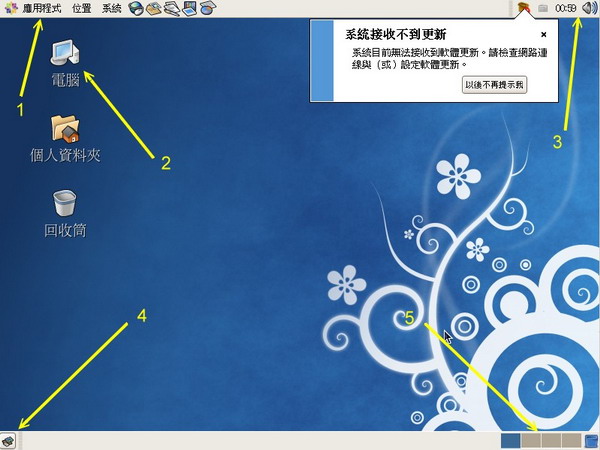 應用程式 位置 系統
00:59
系統接收不到更新
系統目前無法接收到軟體更新。請檢查網路連
線與（或）設定軟體更新。
以後不再提示我
電腦
個人資料夾
回收筒
1
2
3
4
5